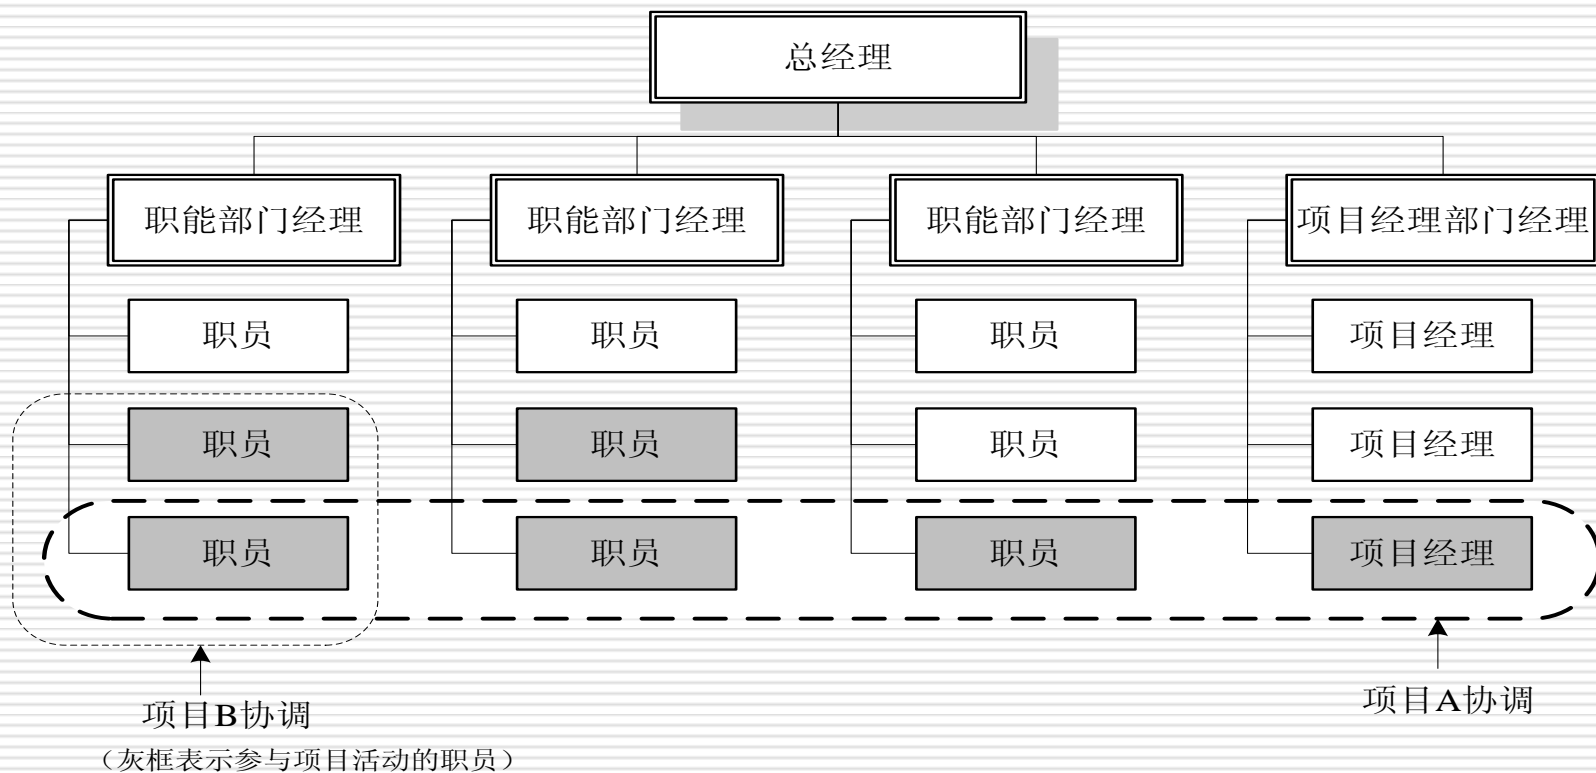 总经理
职能部门经理
职能部门经理
职能部门经理
项目经理部门经理
职员
职员
职员
项目经理
职员
职员
职员
项目经理
职员
职员
职员
项目经理
项目B协调
项目A协调
（灰框表示参与项目活动的职员）